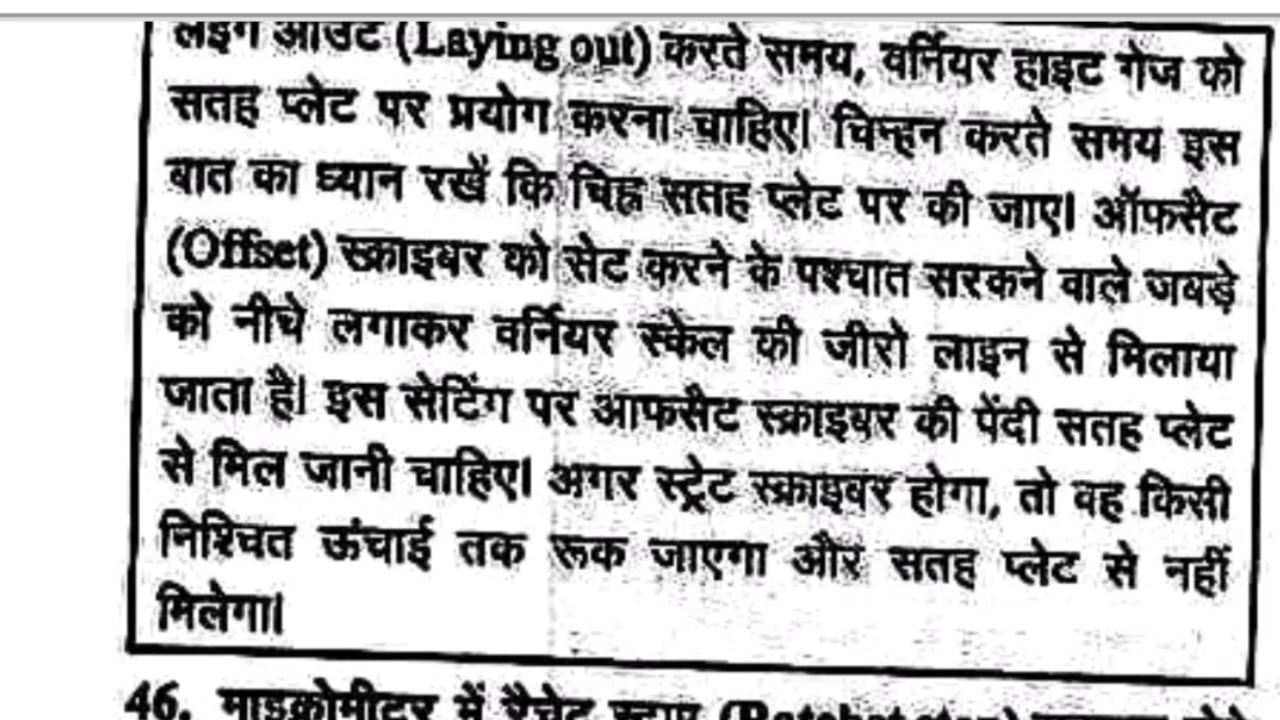 लेइंग आउट (Laying out) करते समय, वर्नियर हाइट गेज को
सतह प्लेट पर प्रयोग करना चाहिए। चिन्हन करते समय इस
बात का ध्यान रखें कि चिह्न सतह प्लेट पर की जाए। ऑफसैट
(Offset) स्क्राइबर को सेट करने के पश्चात सरकने वाले जबड़े
को नीचे लगाकर वर्नियर स्केल की जीरो लाइन से मिलाया
जाता है। इस सेटिंग पर आफसैट स्क्राइबर की पेंदी सतह प्लेट
से मिल जानी चाहिए। अगर स्ट्रेट स्क्राइबर होगा, तो वह किसी
निश्चित ऊंचाई तक रूक जाएगा और सतह प्लेट से नहीं
मिलेगा।
46. माइक्रोमीटर में रैचेट स्टाप (Ratchet stop)